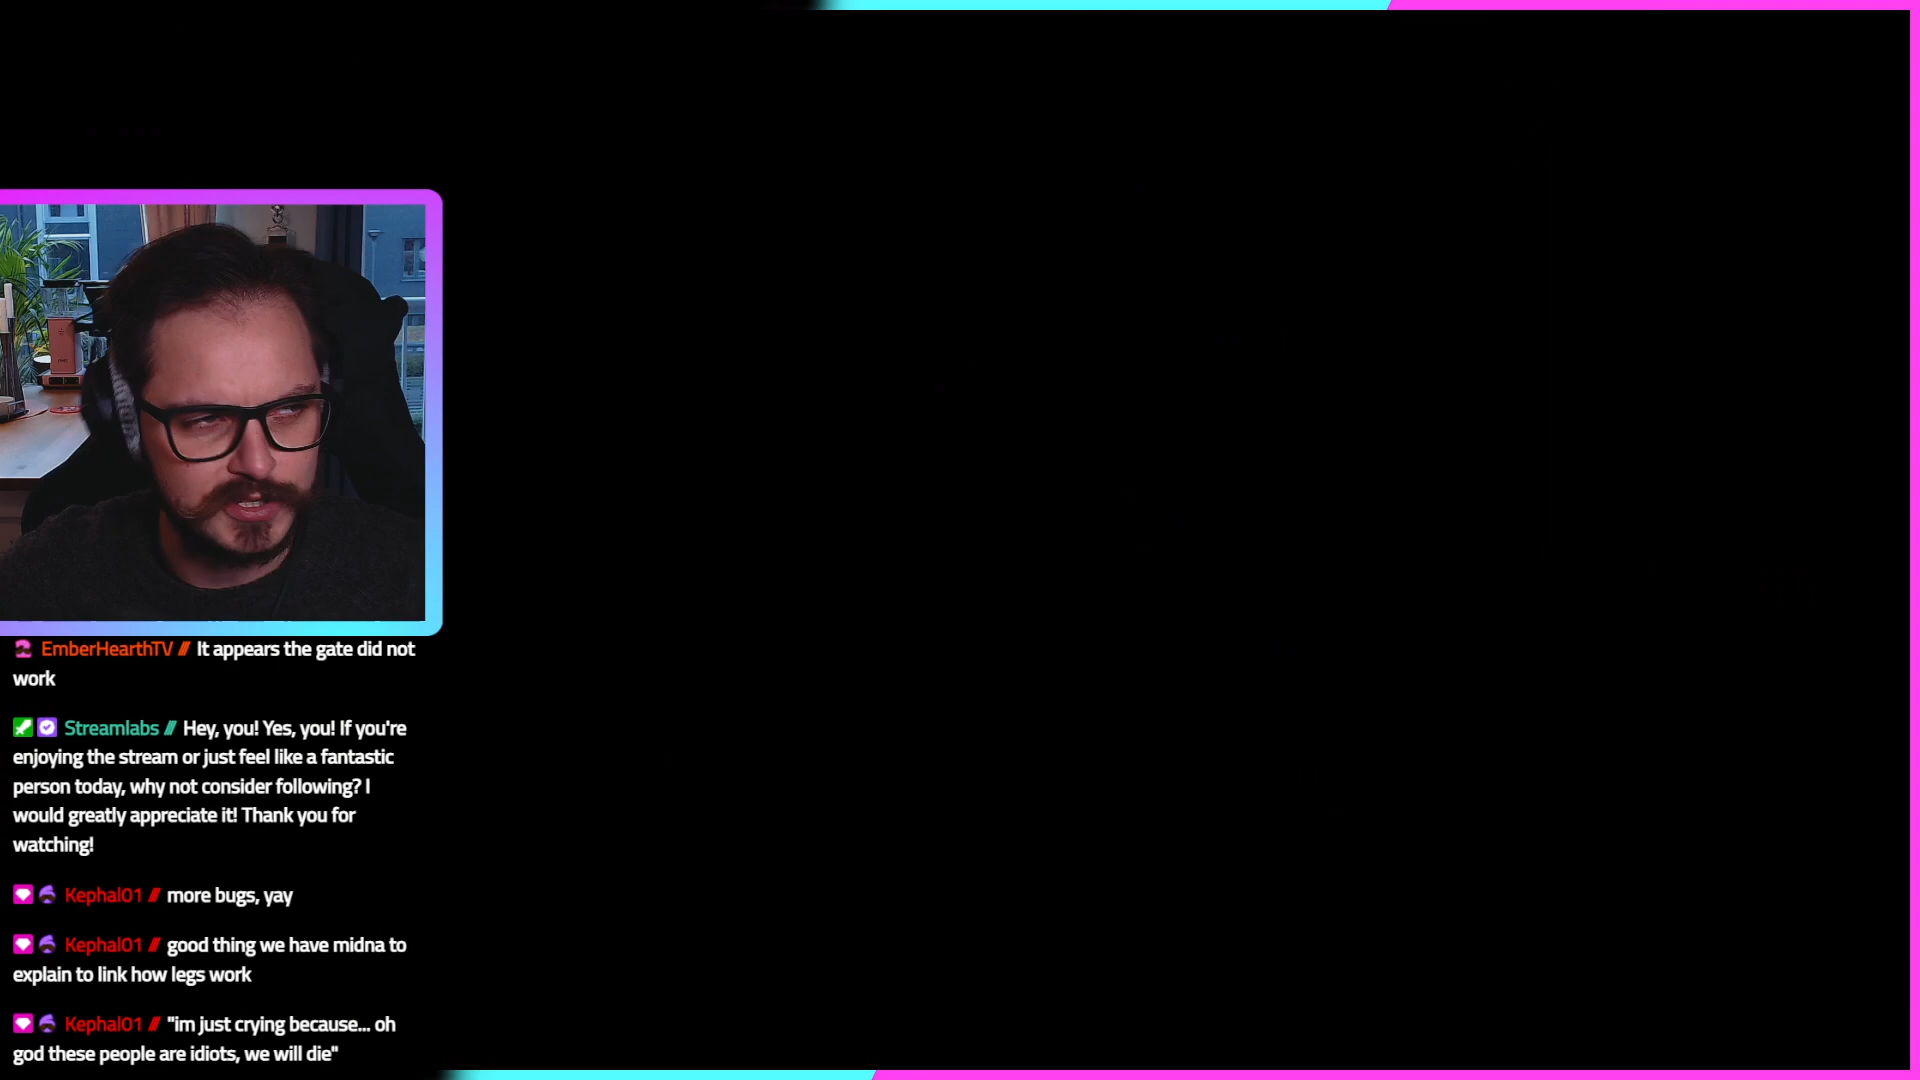 EmberHearthTV /// It appears the gate did not
work
Streamlabs /// Hey, you! Yes, you! If you're
enjoying the stream or just feel like a fantastic
person today, why not consider following? I
would greatly appreciate it! Thank you for
watching!
Kephal01 /// more bugs, yay
Kephal01 /// good thing we have midna to
explain to link how legs work
Kephal01 /// "im just crying because... oh
god these people are idiots, we will die"